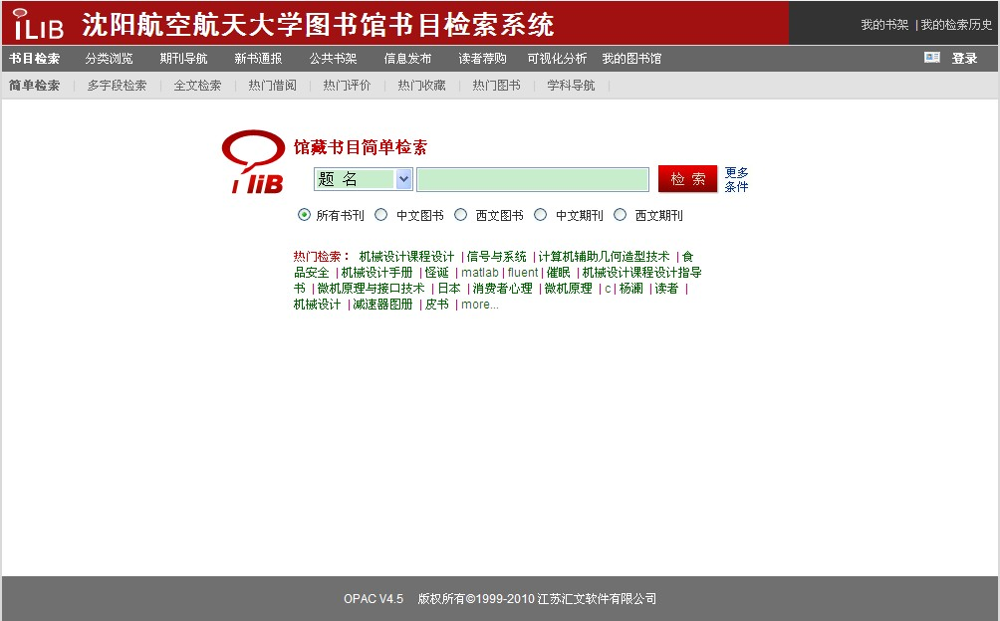 iLIB 沈阳航空航天大学图书馆书目检索系统 我的书架 | 我的检索历史
书目检索 分类浏览 期刊导航 新书通报 公共书架 信息发布 读者荐购 可视化分析 我的图书馆 登录
简单检索 | 多字段检索 | 全文检索 | 热门借阅 | 热门评价 | 热门收藏 | 热门图书 | 学科导航 |
iliB 馆藏书目简单检索
题 名 检 索 更多
条件
所有书刊 中文图书 西文图书 中文期刊 西文期刊
热门检索： 机械设计课程设计 | 信号与系统 | 计算机辅助几何造型技术 | 食
品安全 | 机械设计手册 | 怪诞 | matlab | fluent | 催眠 | 机械设计课程设计指导
书 | 微机原理与接口技术 | 日本 | 消费者心理 | 微机原理 | c | 杨澜 | 读者 |
机械设计 | 减速器图册 | 皮书 | more...
OPAC V4.5 版权所有©1999-2010 江苏汇文软件有限公司